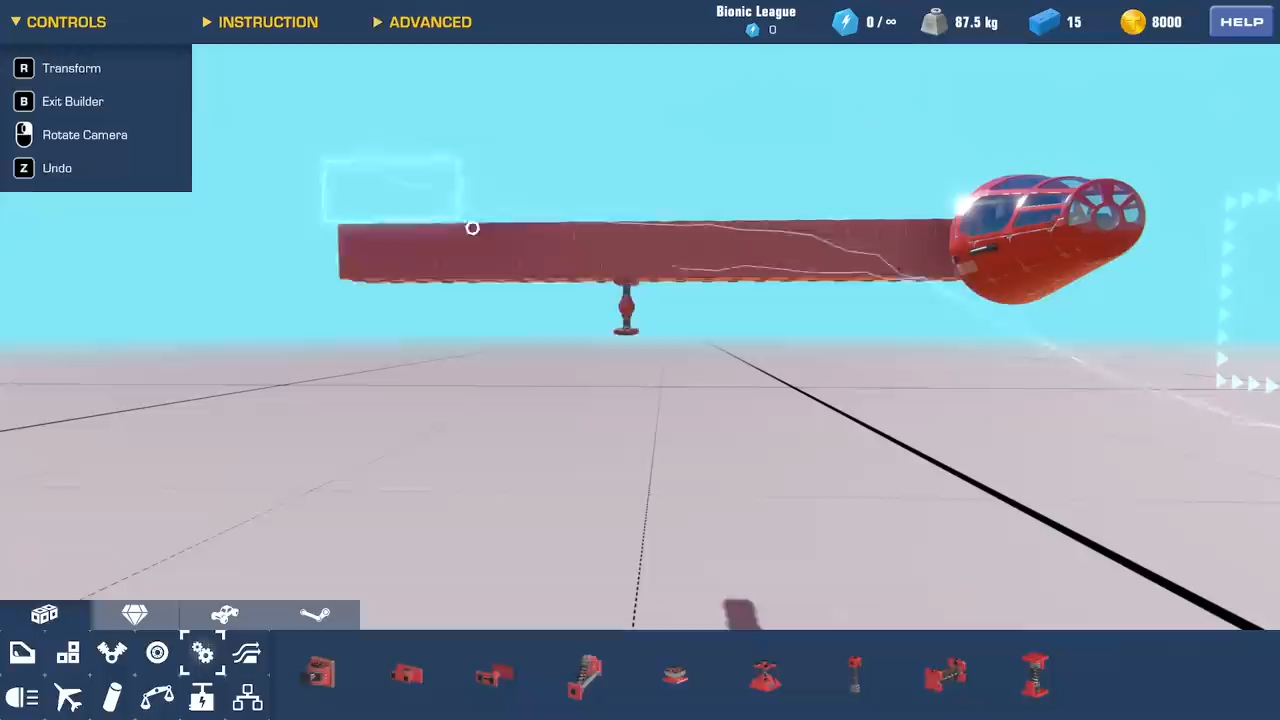 CONTROLS
INSTRUCTION
ADVANCED
Bionic League
0
0 / ∞
87.5 kg
15
8000
HELP
R Transform
B Exit Builder
Rotate Camera
Z Undo